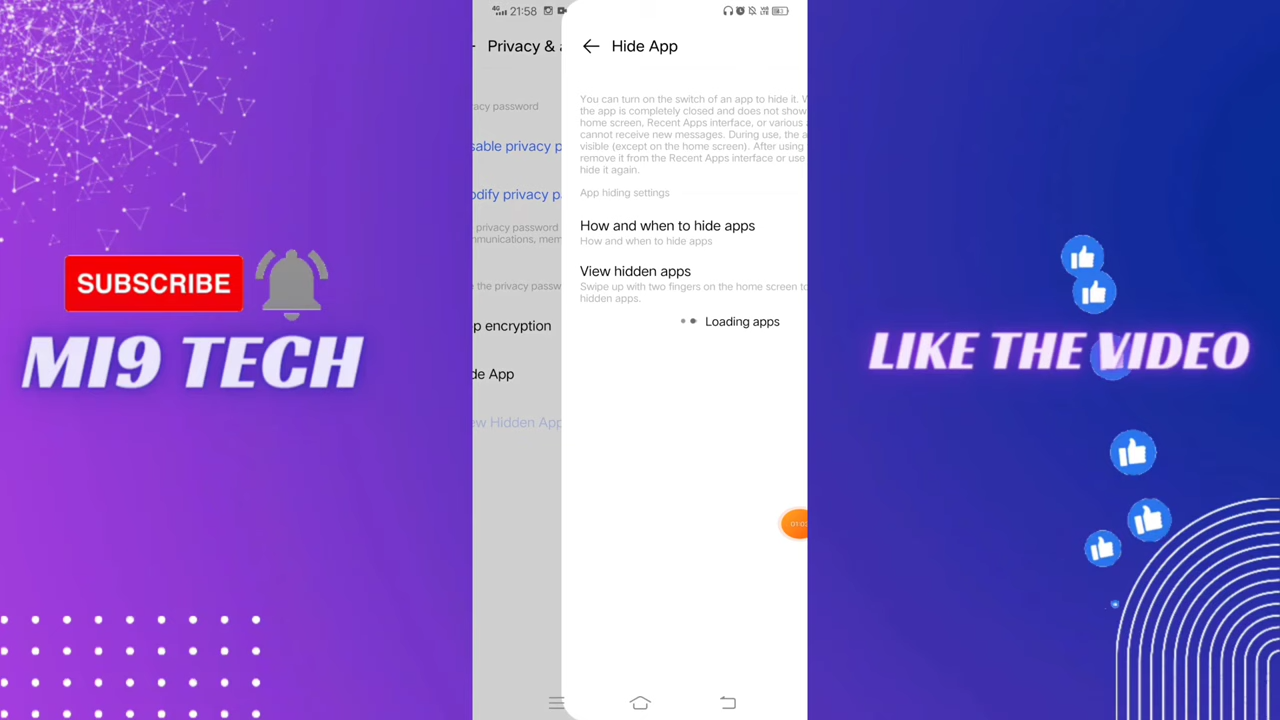 SUBSCRIBE
MI9 TECH
4G
21:58
Privacy & a
acy password
sable privacy p
odify privacy p
privacy password
mmunications, mem
e the privacy passw
p encryption
de App
ew Hidden App
Hide App
You can turn on the switch of an app to hide it. W
the app is completely closed and does not show
home screen, Recent Apps interface, or various
cannot receive new messages. During use, the a
visible (except on the home screen). After using
remove it from the Recent Apps interface or use
hide it again.
App hiding settings
How and when to hide apps
How and when to hide apps
View hidden apps
Swipe up with two fingers on the home screen to
hidden apps.
Loading apps
LIKE THE VIDEO